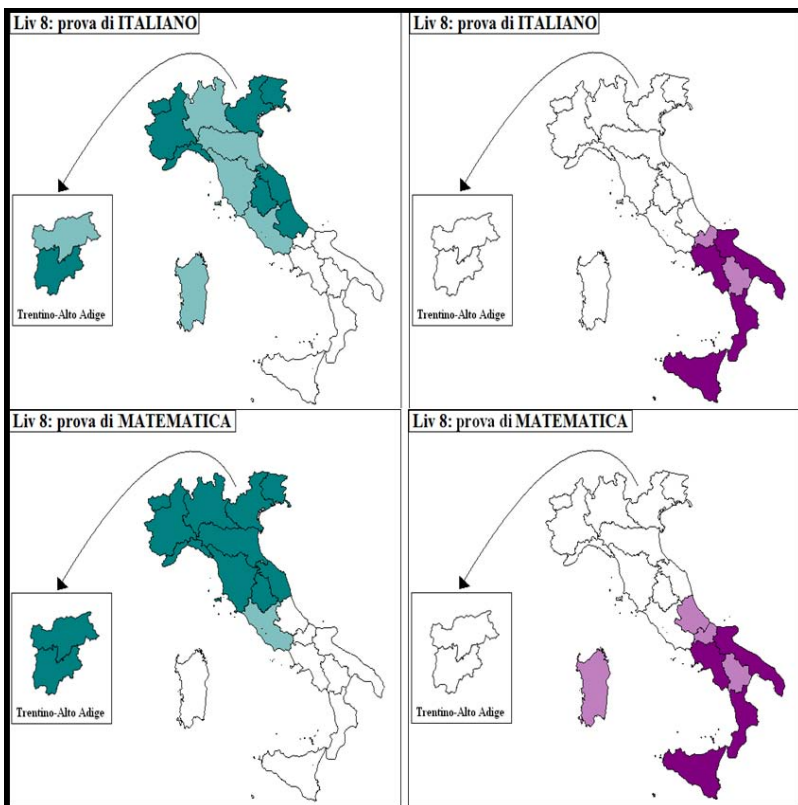 Liv 8: prova di ITALIANO
Trentino-Alto Adige
Liv 8: prova di ITALIANO
Trentino-Alto Adige
Liv 8: prova di MATEMATICA
Trentino-Alto Adige
Liv 8: prova di MATEMATICA
Trentino-Alto Adige